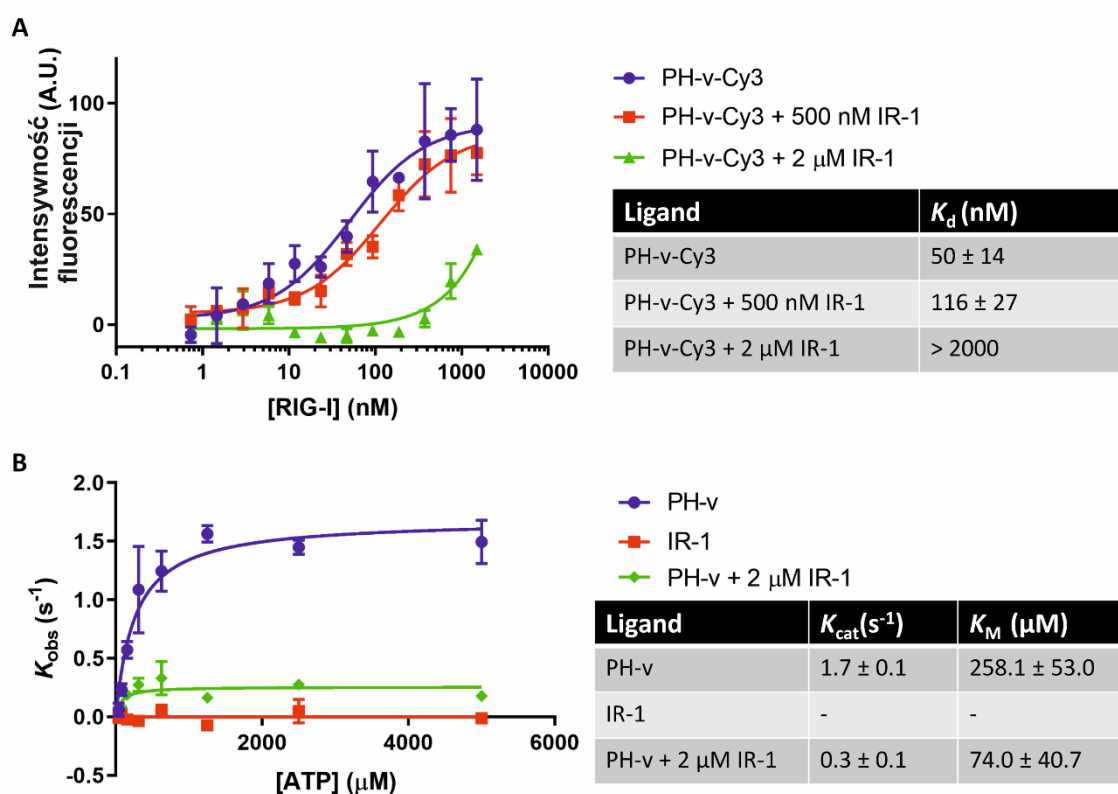 A
Intensywność
fluorescencji
(A.U.)
100
50
0
0.1
1
10
100
1000
10000
[RIG-I] (nM)
PH-v-Cy3
PH-v-Cy3 + 500 nM IR-1
PH-v-Cy3 + 2 μM IR-1
Ligand Kd (nM)
PH-v-Cy3 50 ± 14
PH-v-Cy3 + 500 nM IR-1 116 ± 27
PH-v-Cy3 + 2 μM IR-1 > 2000
B
Kobs (s-1)
2.0
1.5
1.0
0.5
0.0
-0.5
2000
4000
6000
[ATP] (μM)
PH-v
IR-1
PH-v + 2 μM IR-1
Ligand Kcat(s-1) KM (μM)
PH-v 1.7 ± 0.1 258.1 ± 53.0
IR-1 - -
PH-v + 2 μM IR-1 0.3 ± 0.1 74.0 ± 40.7